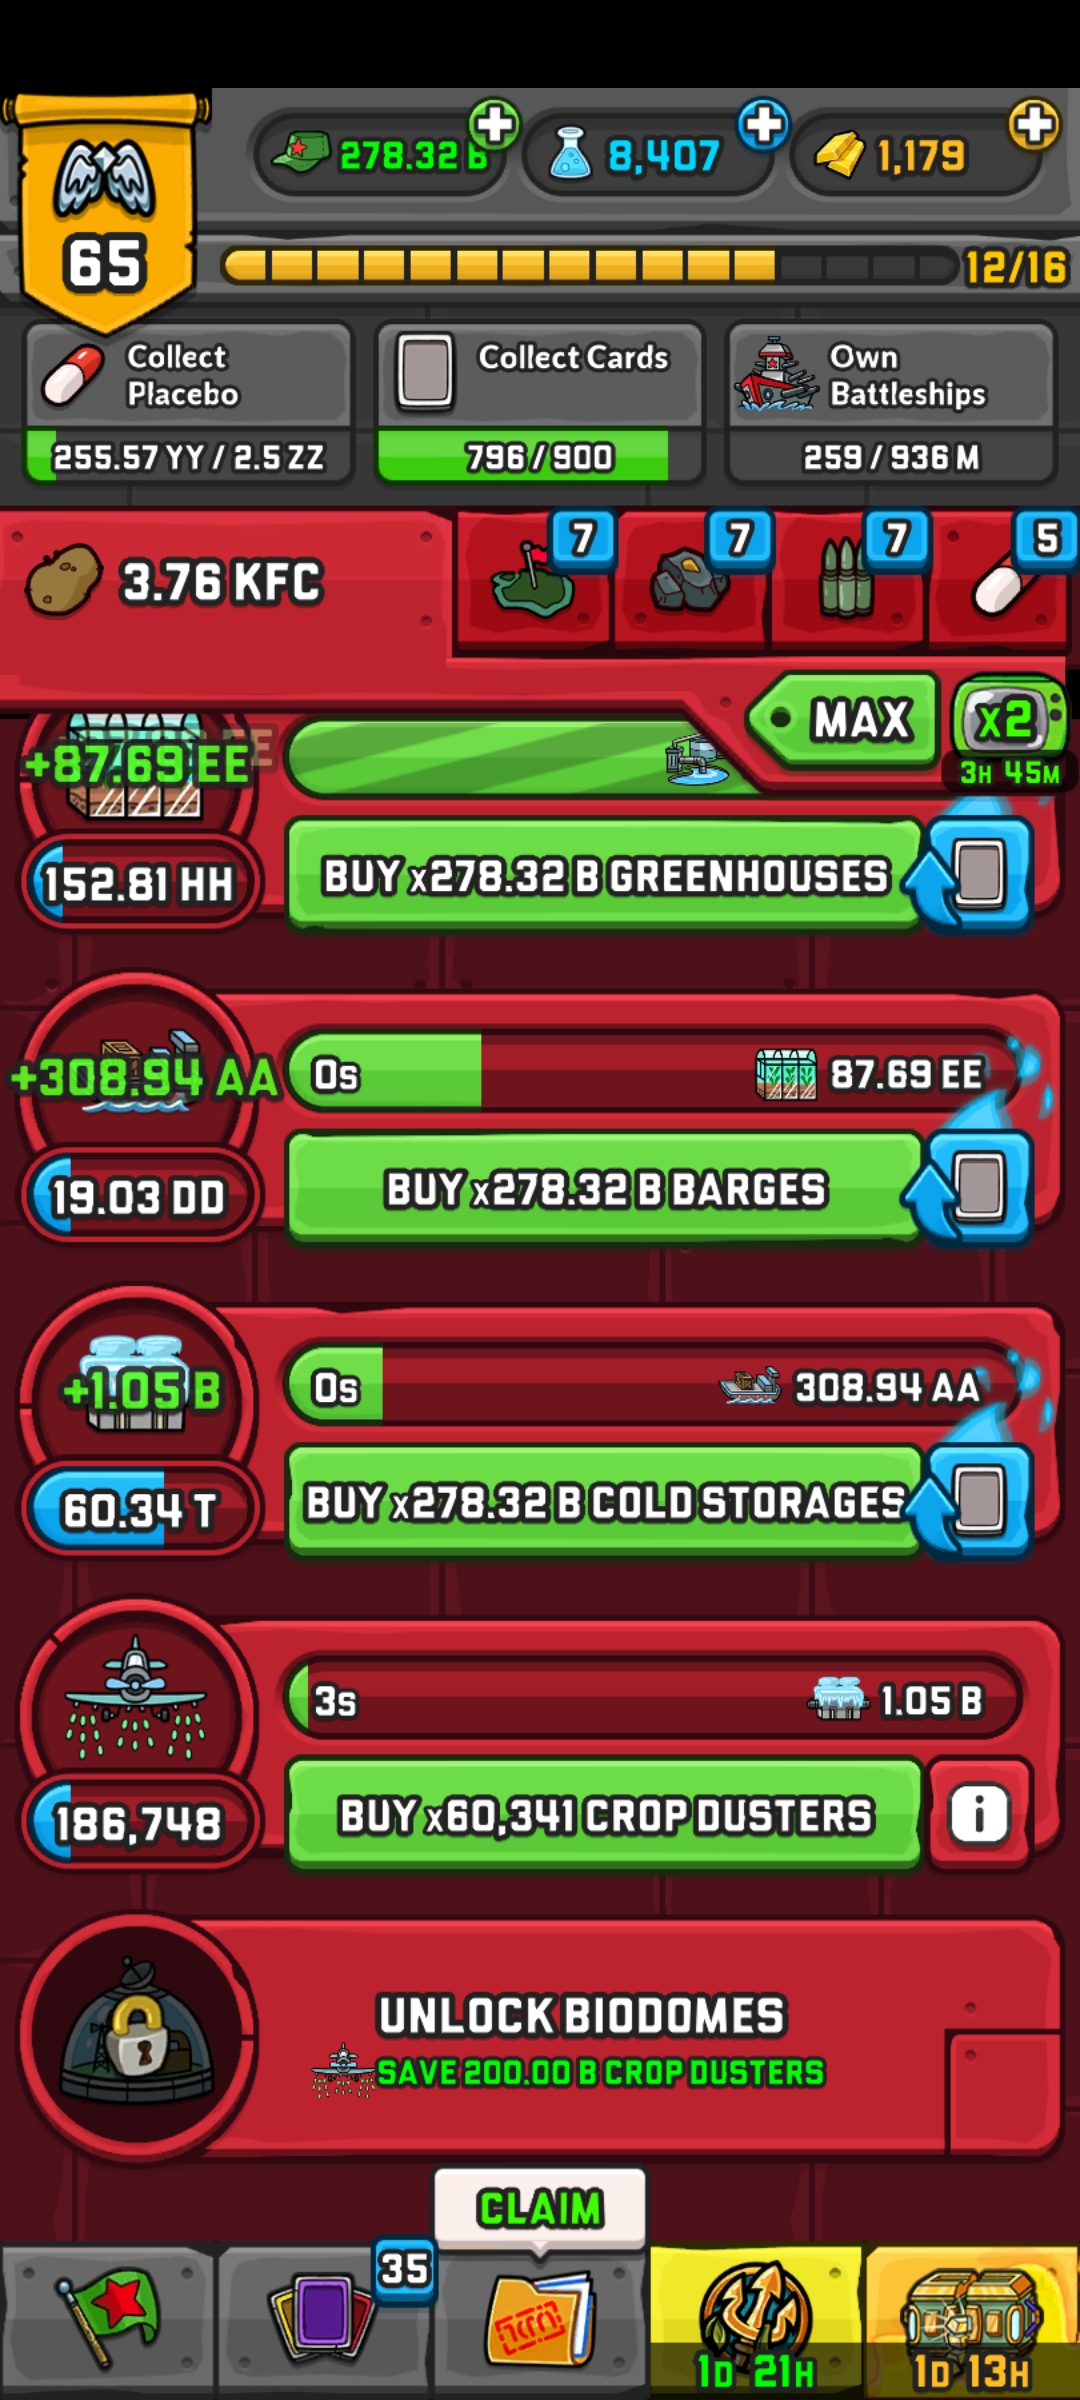 65
278.32 B
8,407
1,179
12/16
Collect
Placebo
255.57 YY / 2.5 ZZ
Collect Cards
796 / 900
Own
Battleships
259 / 936 M
3.76 KFC
7
7
7
5
MAX
X2
3H 45M
+87.69 EE
152.81 HH
BUY x278.32 B GREENHOUSES
+308.94 AA
0s
87.69 EE
19.03 DD
BUY x278.32 B BARGES
+1.05 B
0s
308.94 AA
60.34 T
BUY x278.32 B COLD STORAGES
3s
1.05 B
186,748
BUY x60,341 CROP DUSTERS
i
UNLOCK BIODOMES
SAVE 200.00 B CROP DUSTERS
CLAIM
35
1D 21H
1D 13H